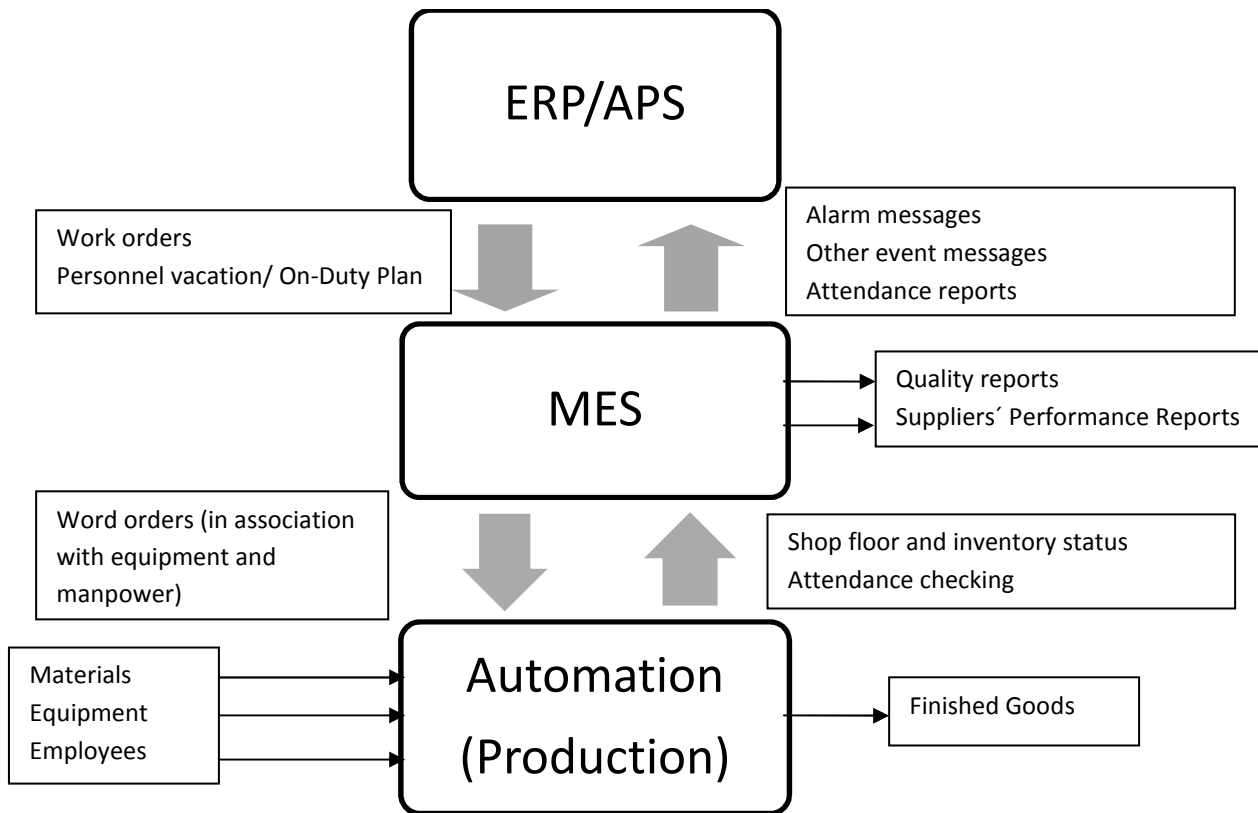 ERP/APS
Work orders
Personnel vacation/ On-Duty Plan
Alarm messages
Other event messages
Attendance reports
MES
Quality reports
Suppliers´ Performance Reports
Word orders (in association
with equipment and
manpower)
Shop floor and inventory status
Attendance checking
Materials
Equipment
Employees
Automation
(Production)
Finished Goods